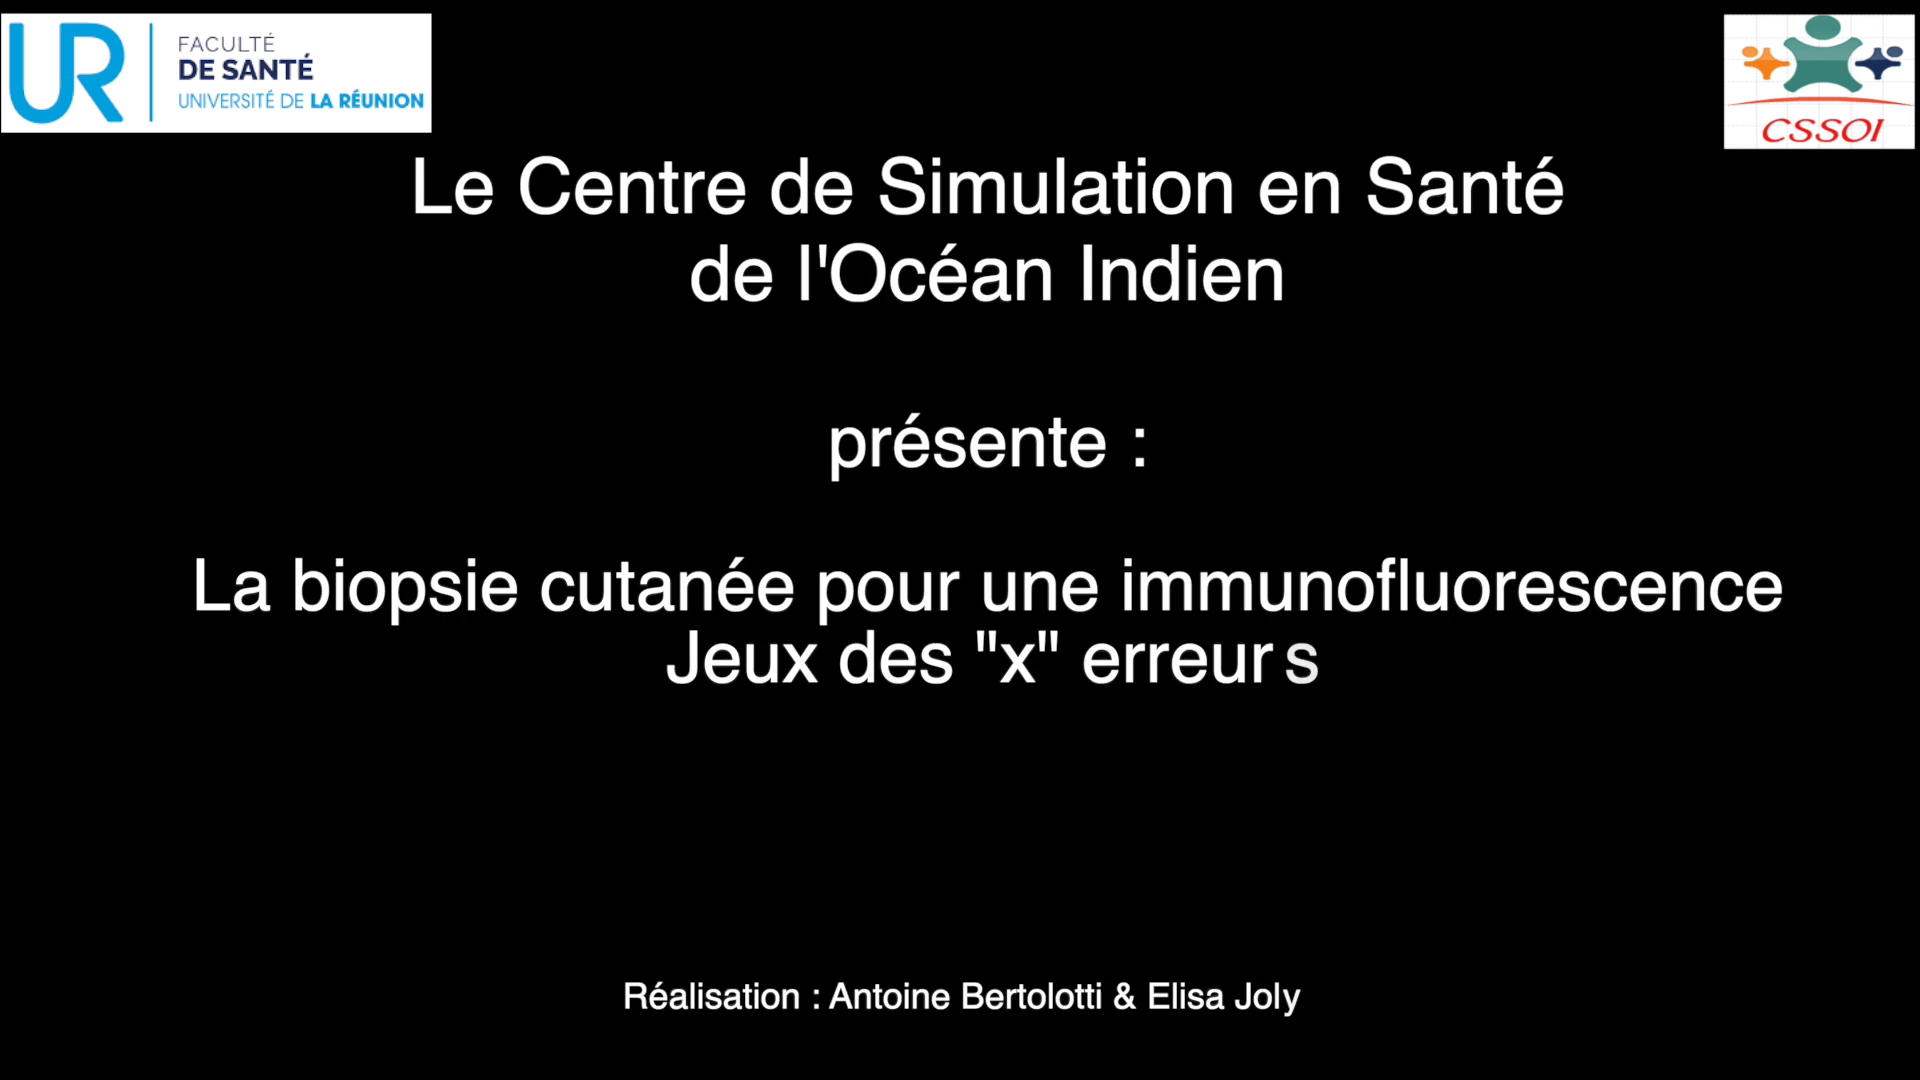 UR
FACULTÉ
DE SANTÉ
UNIVERSITÉ DE LA RÉUNION
CSSOI
Le Centre de Simulation en Santé
de l'Océan Indien
présente :
La biopsie cutanée pour une immunofluorescence
Jeux des "x" erreurs
Réalisation : Antoine Bertolotti & Elisa Joly